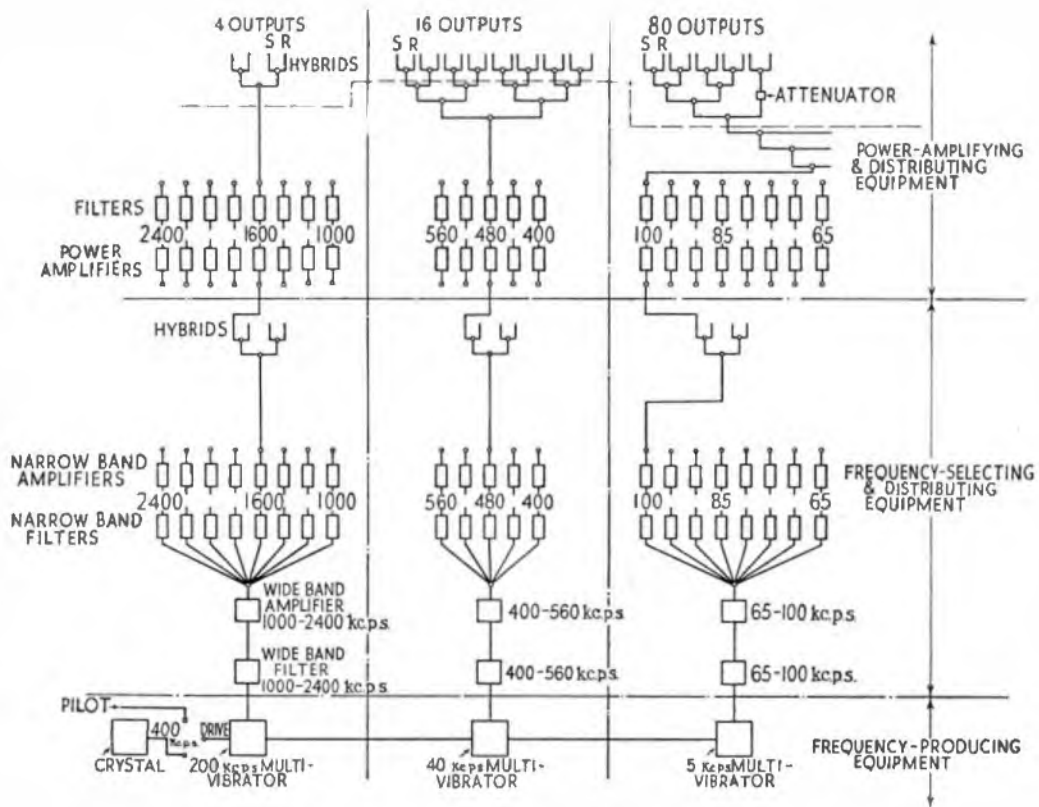 4 OUTPUTS
S R
HYBRIDS
16 OUTPUTS
S R
80 OUTPUTS
S R
ATTENUATOR
POWER-AMPLIFYING
& DISTRIBUTING
EQUIPMENT
FILTERS
2400 1600 1000
POWER
AMPLIFIERS
560 480 400
100 85 65
HYBRIDS
NARROW BAND
AMPLIFIERS
2400 1600 1000
NARROW BAND
FILTERS
560 480 400
100 85 65
FREQUENCY-SELECTING
& DISTRIBUTING
EQUIPMENT
WIDE BAND
AMPLIFIER
1000-2400 kc.p.s.
400-560 kc.p.s.
65-100 kc.p.s.
WIDE BAND
FILTER
1000-2400 kc.p.s.
400-560 kc.p.s.
65-100 kc.p.s.
PILOT
400
kc.p.s.
DRIVE
CRYSTAL
200 kcps MULTI-
VIBRATOR
40 kcps MULTI-
VIBRATOR
5 kcps MULTI-
VIBRATOR
FREQUENCY-PRODUCING
EQUIPMENT